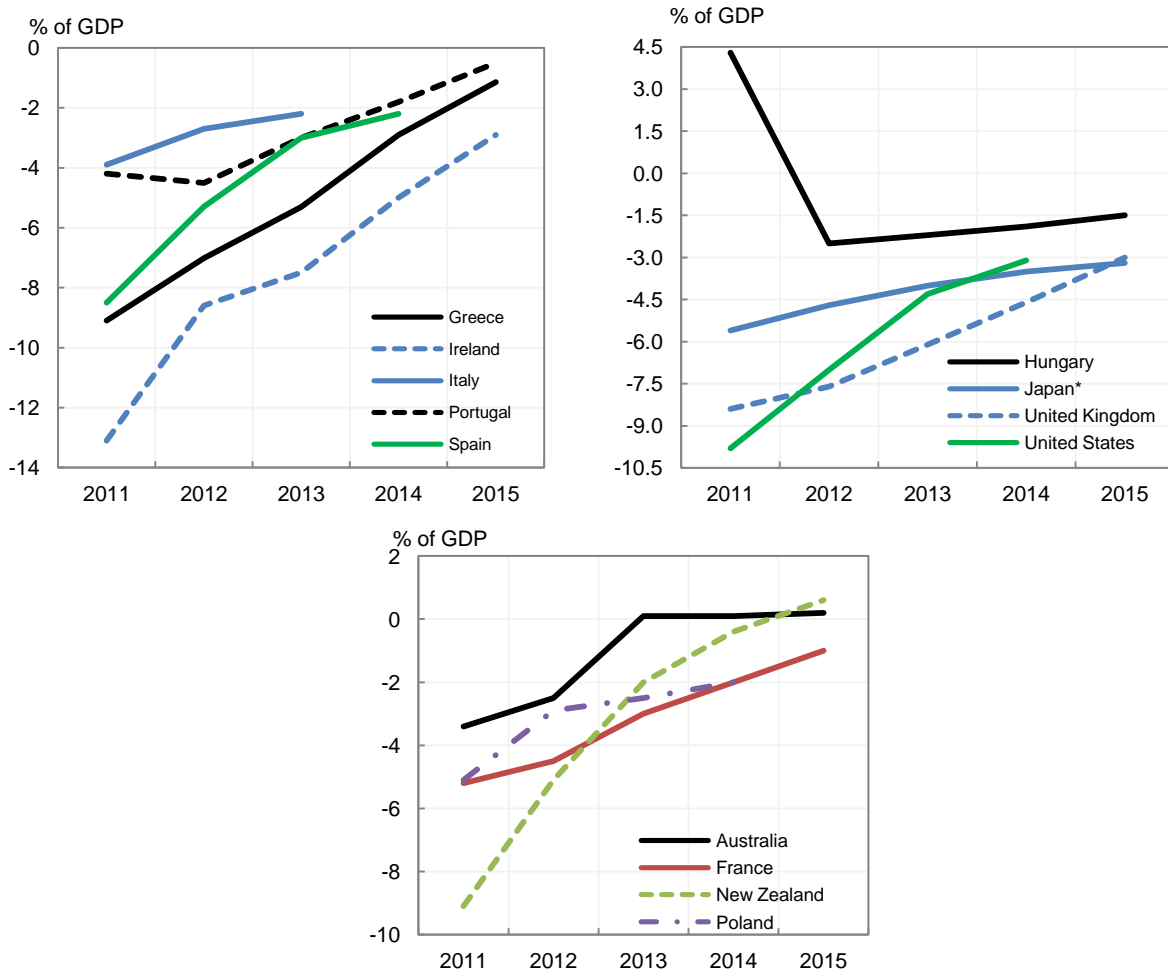 % of GDP
0
-2
-4
-6
-8
-10
-12
-14
2011 2012 2013 2014 2015
Greece
Ireland
Italy
Portugal
Spain
% of GDP
4.5
3.0
1.5
0.0
-1.5
-3.0
-4.5
-6.0
-7.5
-9.0
-10.5
2011 2012 2013 2014 2015
Hungary
Japan*
United Kingdom
United States
% of GDP
2
0
-2
-4
-6
-8
-10
2011 2012 2013 2014 2015
Australia
France
New Zealand
Poland